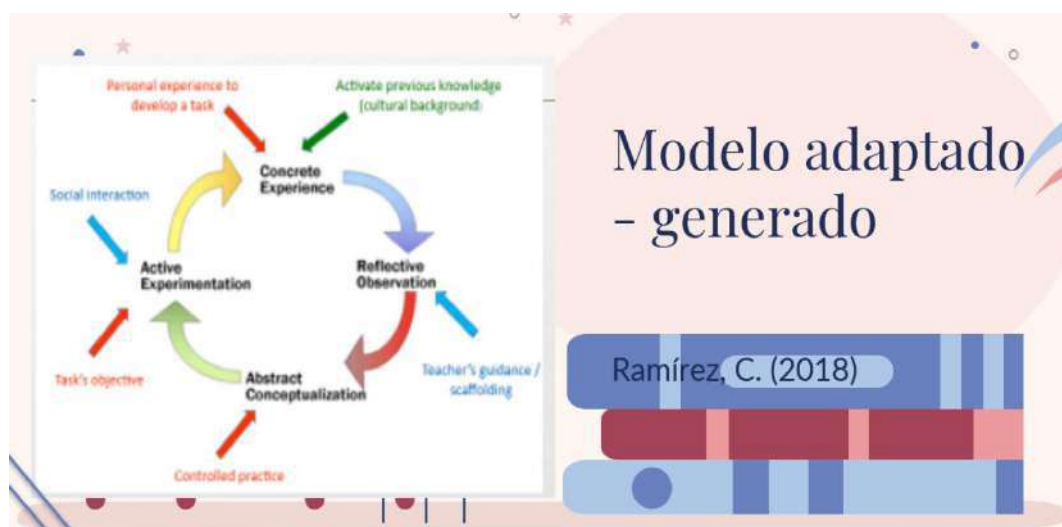 Personal experience to
develop a task
Activate previous knowledge
(cultural background)
Concrete
Experience
Social interaction
Active
Experimentation
Reflective
Observation
Task's objective
Abstract
Conceptualization
Teacher's guidance /
scaffolding
Controlled practice
Modelo adaptado
- generado
Ramírez, C. (2018)